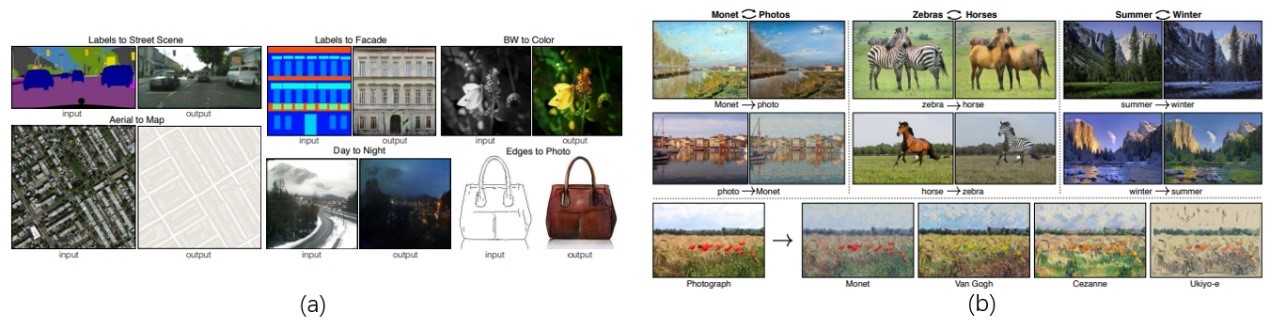 Labels to Street Scene
input
output
Aerial to Map
input
output
Labels to Facade
input
output
BW to Color
input
output
Day to Night
input
output
Edges to Photo
input
output
(a)
Monet ⟳ Photos
Monet → photo
photo → Monet
Zebras ⟳ Horses
zebra → horse
horse → zebra
Summer ⟳ Winter
summer → winter
winter → summer
Photograph
Monet
Van Gogh
Cezanne
Ukiyo-e
(b)